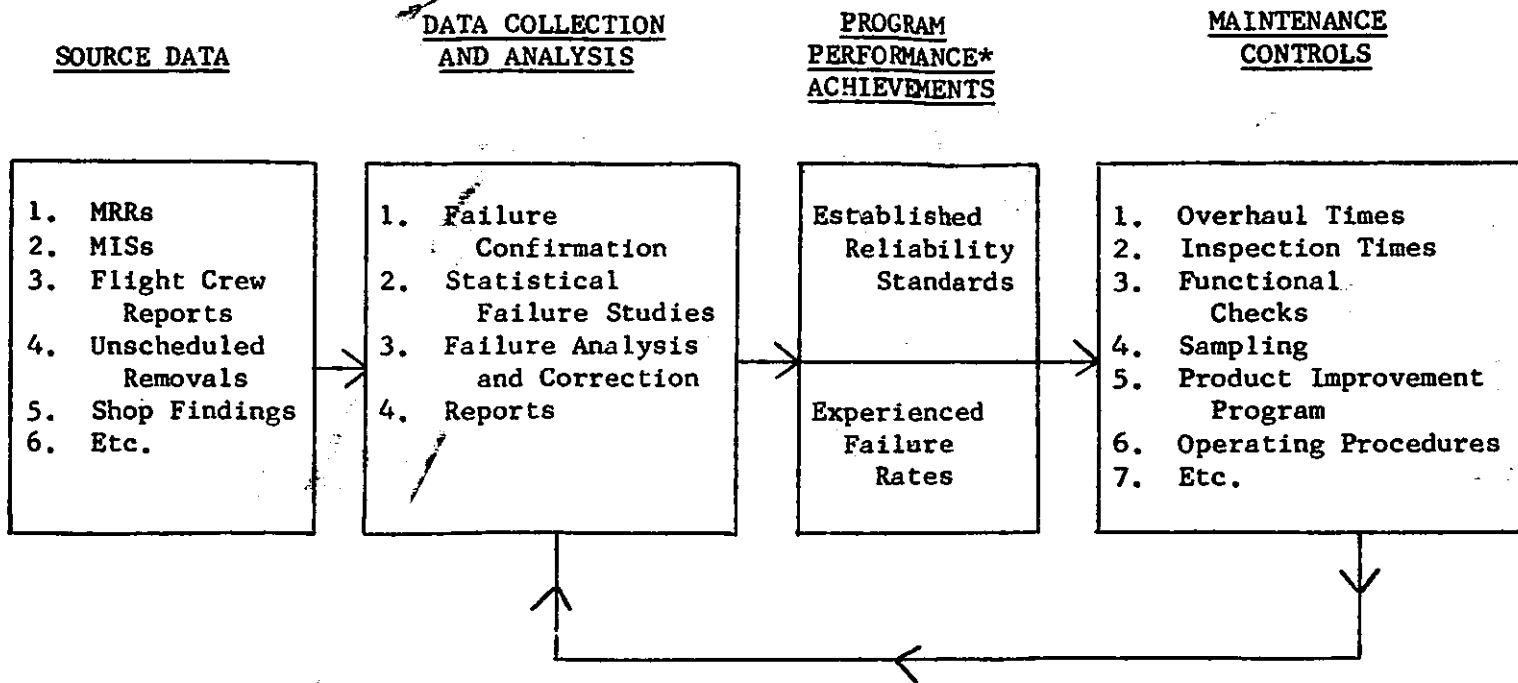 SOURCE DATA
1. MRRs
2. MISs
3. Flight Crew
Reports
4. Unscheduled
Removals
5. Shop Findings
6. Etc.
DATA COLLECTION
AND ANALYSIS
1. Failure
Confirmation
2. Statistical
Failure Studies
3. Failure Analysis
and Correction
4. Reports
PROGRAM
PERFORMANCE*
ACHIEVEMENTS
Established
Reliability
Standards
Experienced
Failure
Rates
MAINTENANCE
CONTROLS
1. Overhaul Times
2. Inspection Times
3. Functional
Checks
4. Sampling
5. Product Improvement
Program
6. Operating Procedures
7. Etc.